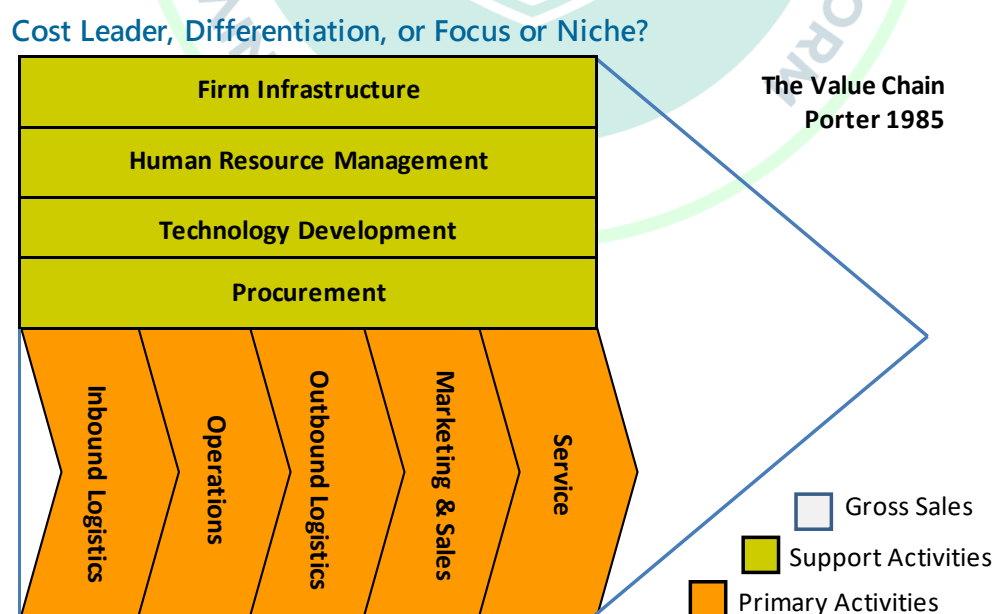 Cost Leader, Differentiation, or Focus or Niche?
The Value Chain
Porter 1985
Firm Infrastructure
Human Resource Management
Technology Development
Procurement
Inbound Logistics
Operations
Outbound Logistics
Marketing & Sales
Service
Gross Sales
Support Activities
Primary Activities
ORM